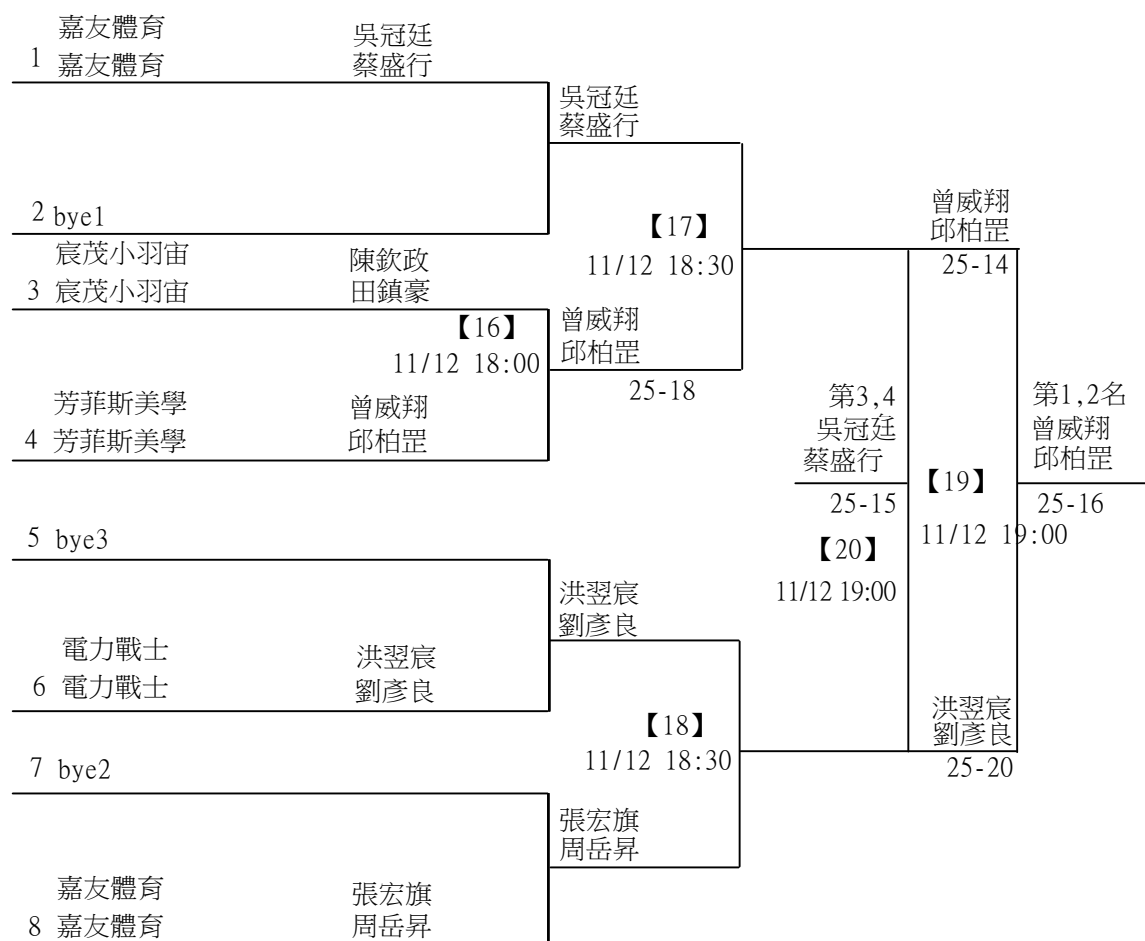 嘉友體育 吳冠廷
1 嘉友體育 蔡盛行
吳冠廷
蔡盛行
2 bye1
【17】
11/12 18:30
曾威翔
邱柏罡
25-14
宸茂小羽宙 陳欽政
3 宸茂小羽宙 田鎮豪
【16】
11/12 18:00
曾威翔
邱柏罡
25-18
芳菲斯美學 曾威翔
4 芳菲斯美學 邱柏罡
第3,4
吳冠廷
蔡盛行
25-15
【20】
11/12 19:00
【19】
11/12 19:00
第1,2名
曾威翔
邱柏罡
25-16
5 bye3
洪翌宸
劉彥良
電力戰士 洪翌宸
6 電力戰士 劉彥良
【18】
11/12 18:30
洪翌宸
劉彥良
25-20
7 bye2
張宏旗
周岳昇
嘉友體育 張宏旗
8 嘉友體育 周岳昇